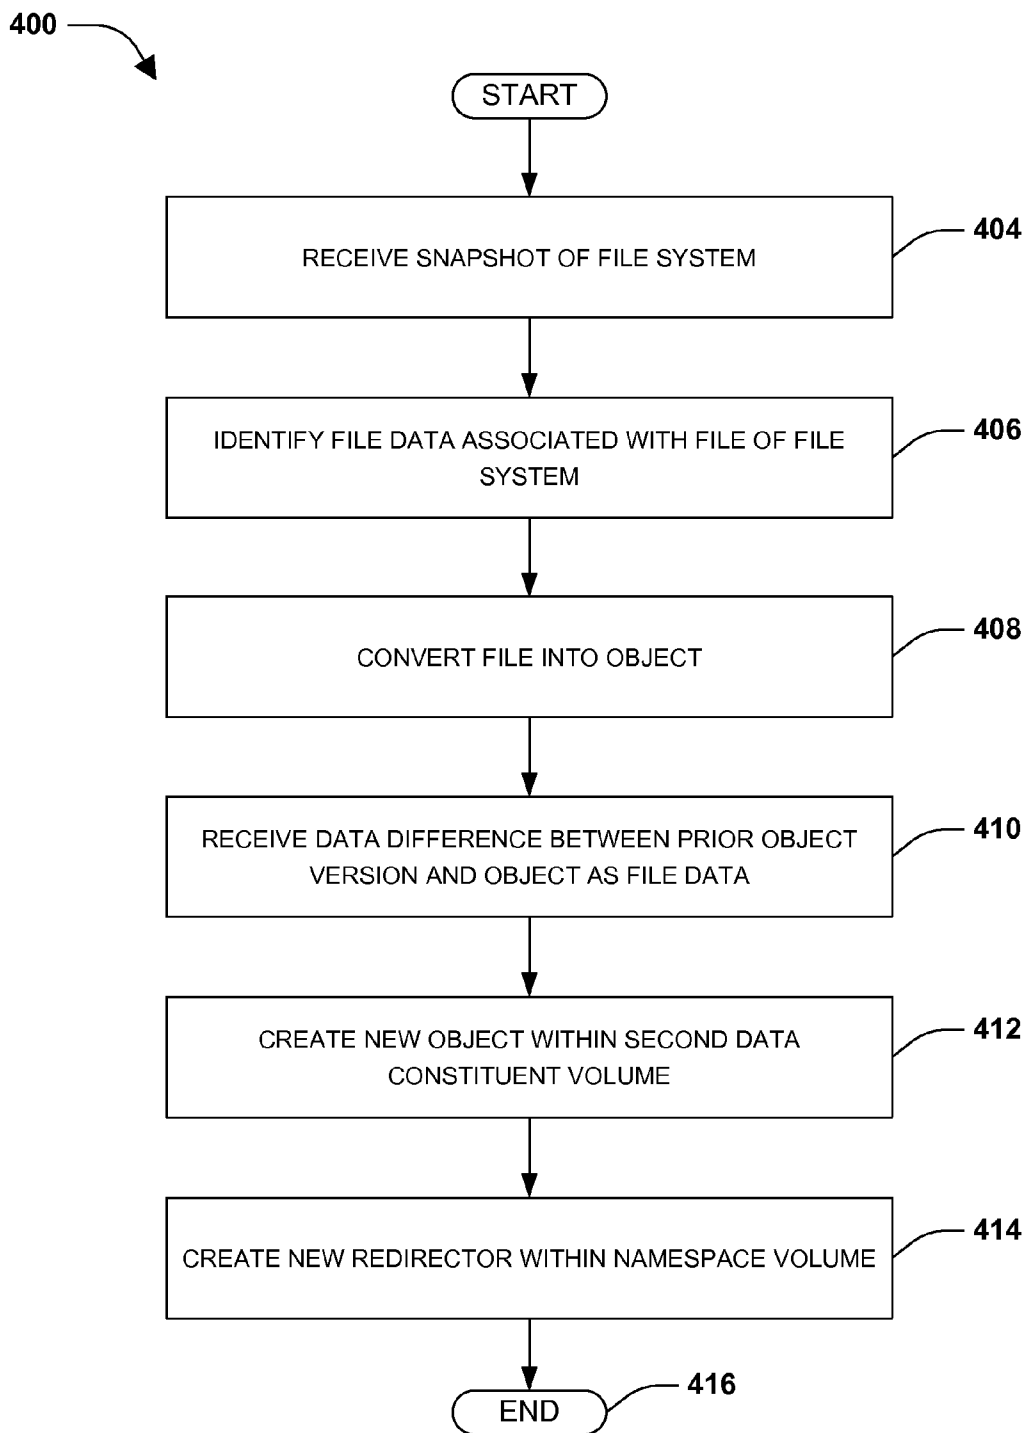 400
START
RECEIVE SNAPSHOT OF FILE SYSTEM
404
IDENTIFY FILE DATA ASSOCIATED WITH FILE OF FILE
SYSTEM
406
CONVERT FILE INTO OBJECT
408
RECEIVE DATA DIFFERENCE BETWEEN PRIOR OBJECT
VERSION AND OBJECT AS FILE DATA
410
CREATE NEW OBJECT WITHIN SECOND DATA
CONSTITUENT VOLUME
412
CREATE NEW REDIRECTOR WITHIN NAMESPACE VOLUME
414
END
416